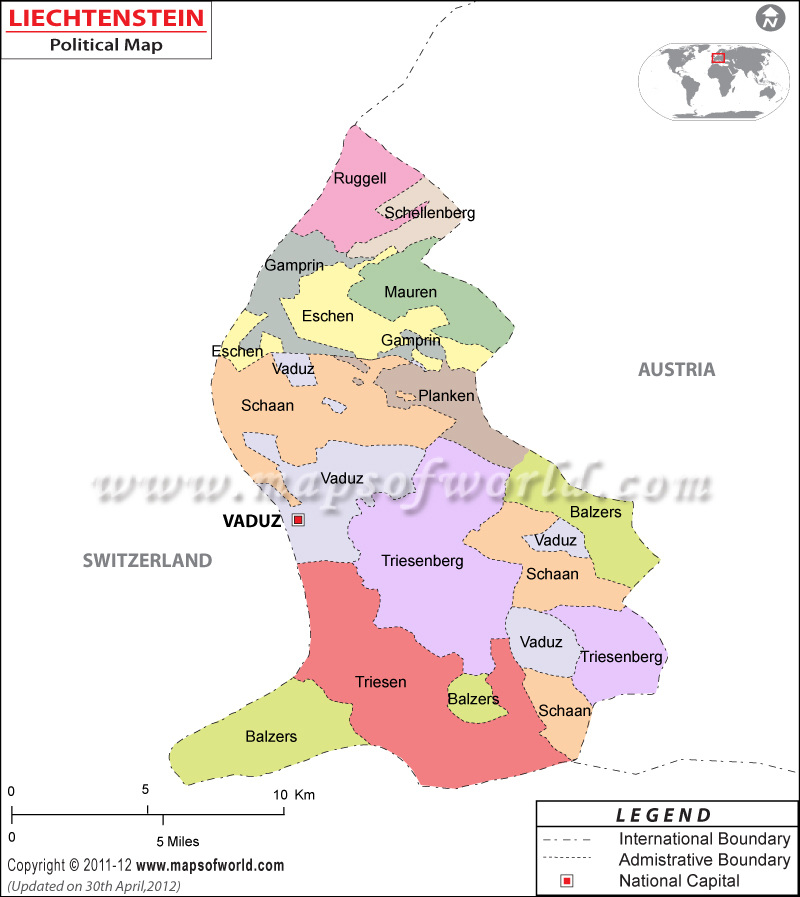 LIECHTENSTEIN
Political Map
N
Ruggell
Schellenberg
Gamprin
Mauren
Eschen
Gamprin
Eschen
Vaduz
AUSTRIA
Planken
Schaan
Vaduz
www.mapsofworld.com
Balzers
VADUZ
Vaduz
SWITZERLAND
Triesenberg
Schaan
Vaduz
Triesenberg
Triesen
Balzers
Schaan
Balzers
0 5 10 Km
0 5 Miles
LEGEND
International Boundary
Admistrative Boundary
National Capital
Copyright © 2011-12 www.mapsofworld.com
(Updated on 30th April,2012)